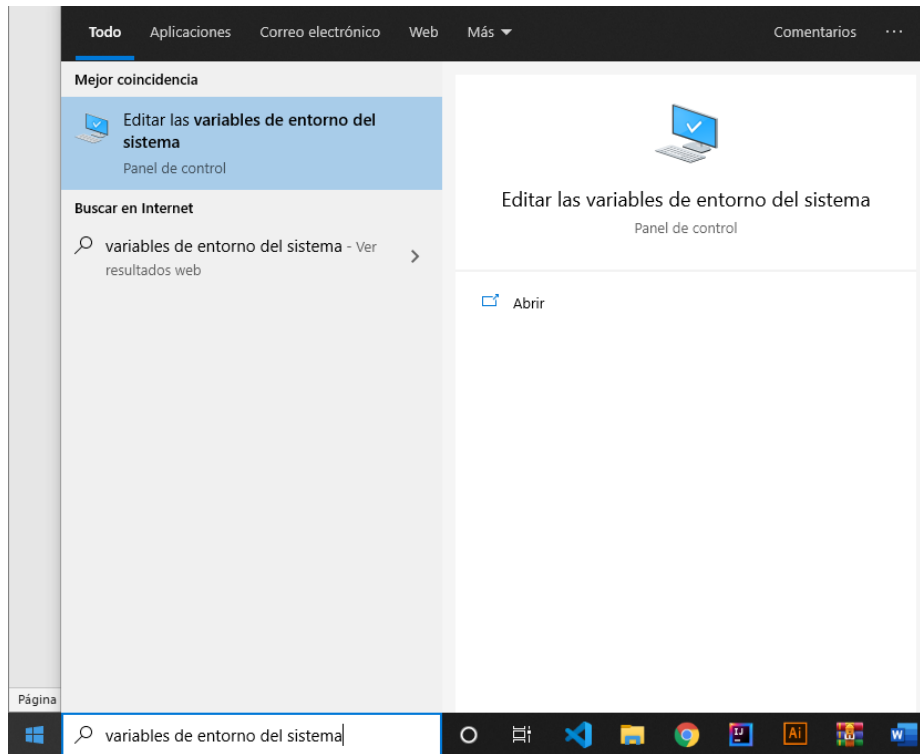 Todo Aplicaciones Correo electrónico Web Más Comentarios ...
Mejor coincidencia
Editar las variables de entorno del
sistema
Panel de control
Buscar en Internet
variables de entorno del sistema - Ver
resultados web
Editar las variables de entorno del sistema
Panel de control
Abrir
Página
variables de entorno del sistema
IJ
Ai
W